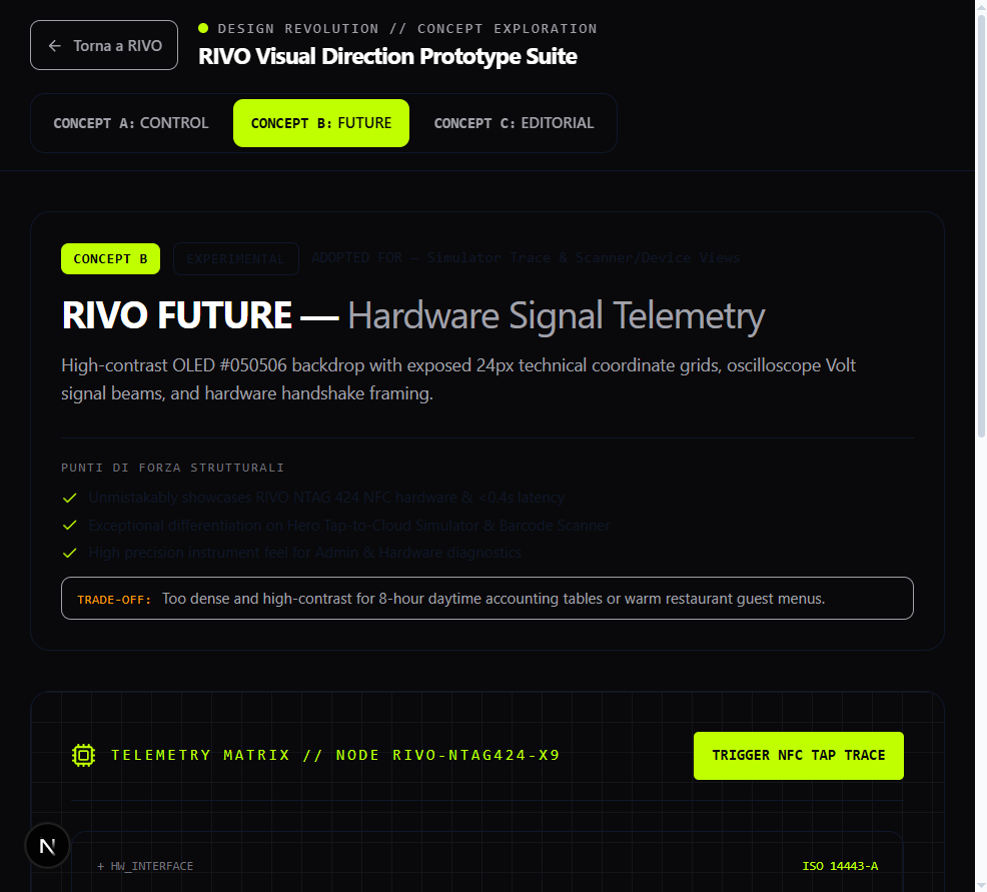 ← Torna a RIVO
DESIGN REVOLUTION // CONCEPT EXPLORATION
RIVO Visual Direction Prototype Suite
CONCEPT A: CONTROL
CONCEPT B: FUTURE
CONCEPT C: EDITORIAL
CONCEPT B
EXPERIMENTAL
ADOPTED FOR — Simulator Trace & Scanner/Device Views
RIVO FUTURE — Hardware Signal Telemetry
High-contrast OLED #050506 backdrop with exposed 24px technical coordinate grids, oscilloscope Volt
signal beams, and hardware handshake framing.
PUNTI DI FORZA STRUTTURALI
Unmistakably showcases RIVO NTAG 424 NFC hardware & <0.4s latency
Exceptional differentiation on Hero Tap-to-Cloud Simulator & Barcode Scanner
High precision instrument feel for Admin & Hardware diagnostics
TRADE-OFF: Too dense and high-contrast for 8-hour daytime accounting tables or warm restaurant guest menus.
TELEMETRY MATRIX // NODE RIVO-NTAG424-X9
TRIGGER NFC TAP TRACE
N
+ HW_INTERFACE
ISO 14443-A